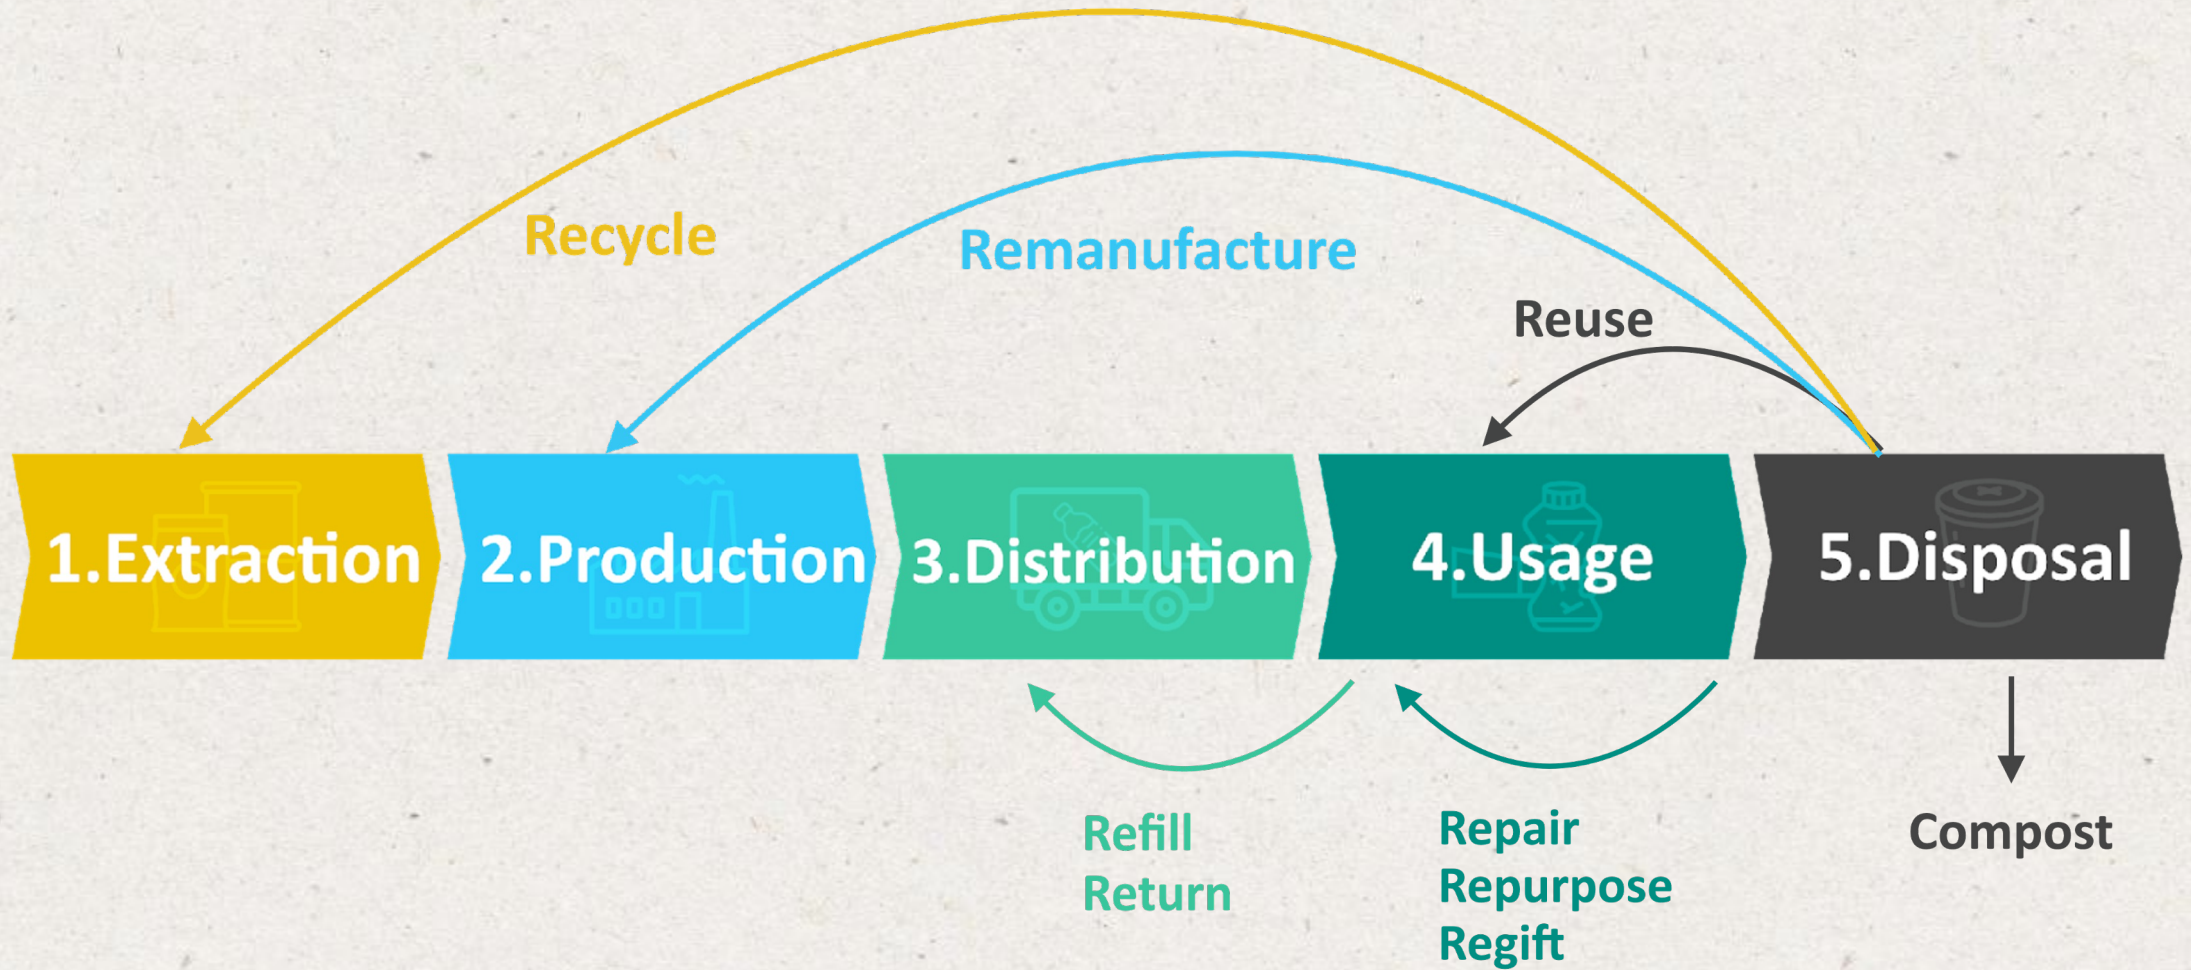 Recycle
Remanufacture
Reuse
1.Extraction
2.Production
3.Distribution
4.Usage
5.Disposal
Refill
Return
Repair
Repurpose
Regift
Compost